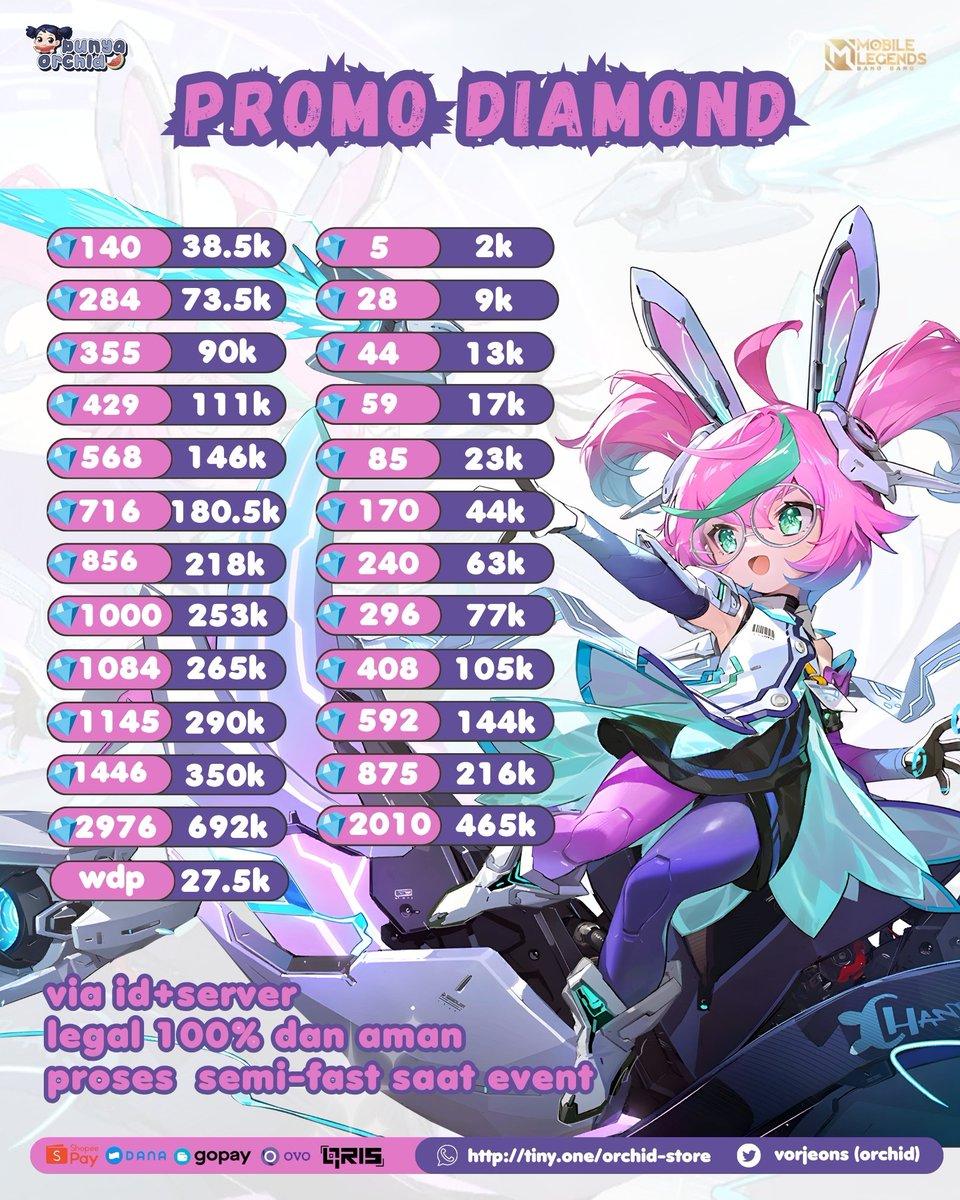 punya
orchid
MOBILE
LEGENDS
BANG BANG
PROMO DIAMOND
140 38.5k
284 73.5k
355 90k
429 111k
568 146k
716 180.5k
856 218k
1000 253k
1084 265k
1145 290k
1446 350k
2976 692k
wdp 27.5k
5 2k
28 9k
44 13k
59 17k
85 23k
170 44k
240 63k
296 77k
408 105k
592 144k
875 216k
2010 465k
via id+server
legal 100% dan aman
proses semi-fast saat event
Shopee Pay DANA gopay OVO QRIS http://tiny.one/orchid-store vorjeons (orchid)